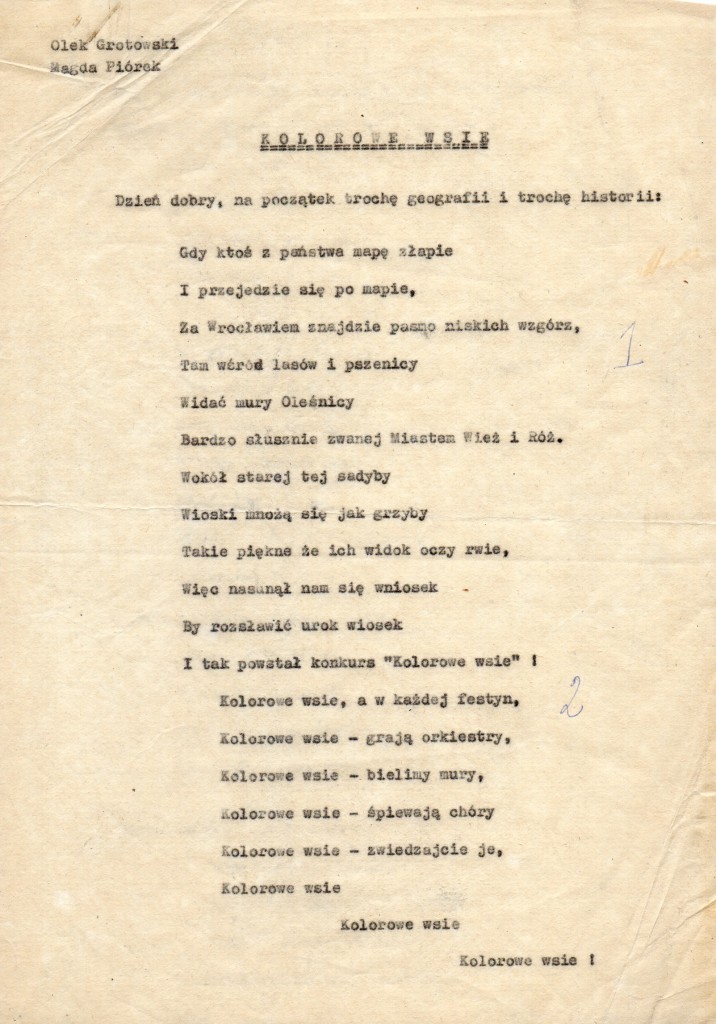 Olek Grotowski
Magda Piórek
KOLOROWE WSIE
Dzień dobry, na początek trochę geografii i trochę historii:
Gdy ktoś z państwa mapę złapie
I przejedzie się po mapie,
Za Wrocławiem znajdzie pasmo niskich wzgórz,
1
Tam wśród lasów i pszenicy
Widać mury Oleśnicy
Bardzo słusznie zwanej Miastem Wież i Róż.
Wokół starej tej sadyby
Wioski mnożą się jak grzyby
Takie piękne że ich widok oczy rwie,
Więc nasunął nam się wniosek
By rozsławić urok wiosek
I tak powstał konkurs "Kolorowe wsie" !
Kolorowe wsie, a w każdej festyn,
2
Kolorowe wsie - grają orkiestry,
Kolorowe wsie - bielimy mury,
Kolorowe wsie - śpiewają chóry
Kolorowe wsie - zwiedzajcie je,
Kolorowe wsie
Kolorowe wsie
Kolorowe wsie !